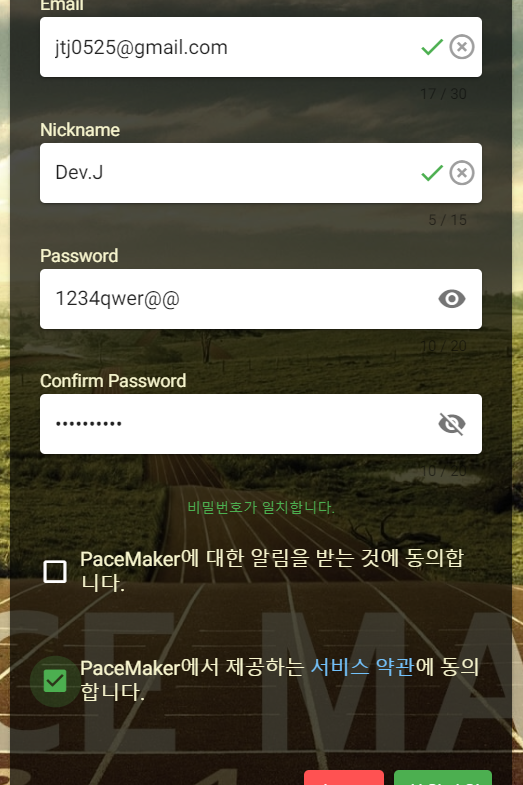 Email
jtj0525@gmail.com
17 / 30
Nickname
Dev.J
5 / 15
Password
1234qwer@@
10 / 20
Confirm Password
••••••••••
10 / 20
비밀번호가 일치합니다.
PaceMaker에 대한 알림을 받는 것에 동의합
니다.
PaceMaker에서 제공하는 서비스 약관에 동의
합니다.
CE MA